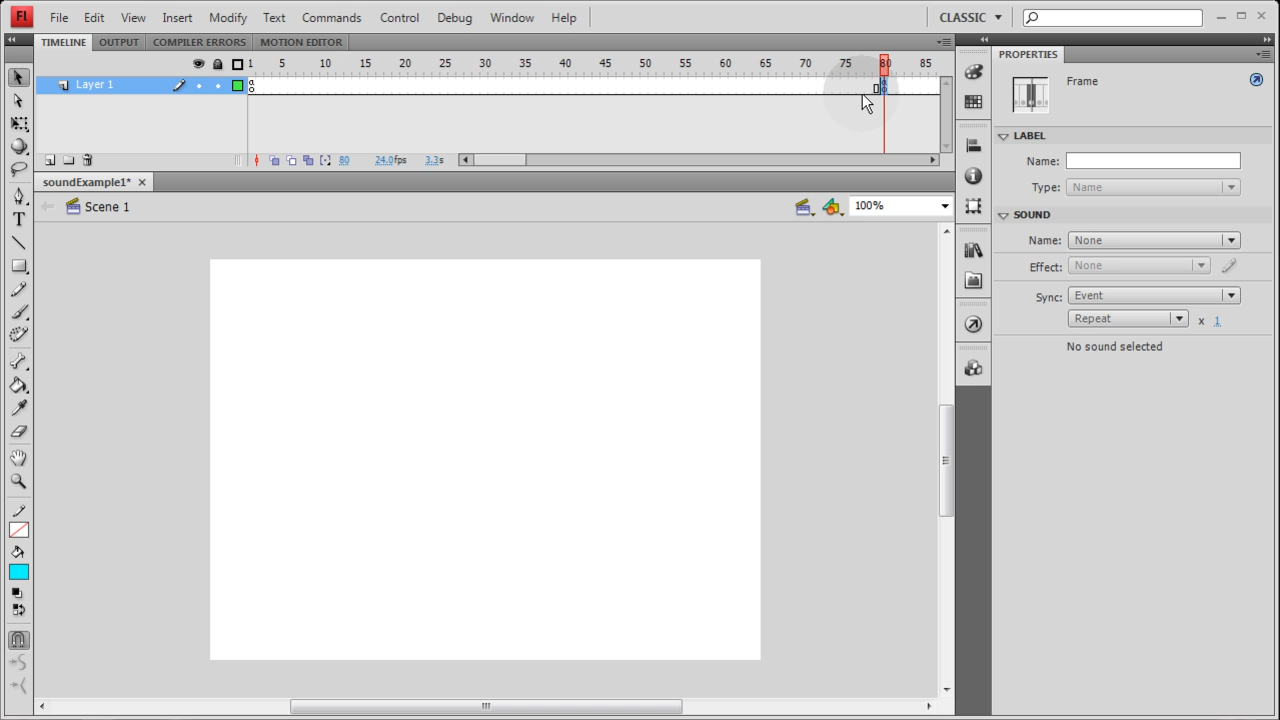 Fl File Edit View Insert Modify Text Commands Control Debug Window Help CLASSIC
TIMELINE OUTPUT COMPILER ERRORS MOTION EDITOR
1 5 10 15 20 25 30 35 40 45 50 55 60 65 70 75 80 85
Layer 1
80 24.0fps 3.3s
soundExample1*
Scene 1 100%
PROPERTIES
Frame
LABEL
Name:
Type: Name
SOUND
Name: None
Effect: None
Sync: Event
Repeat x 1
No sound selected